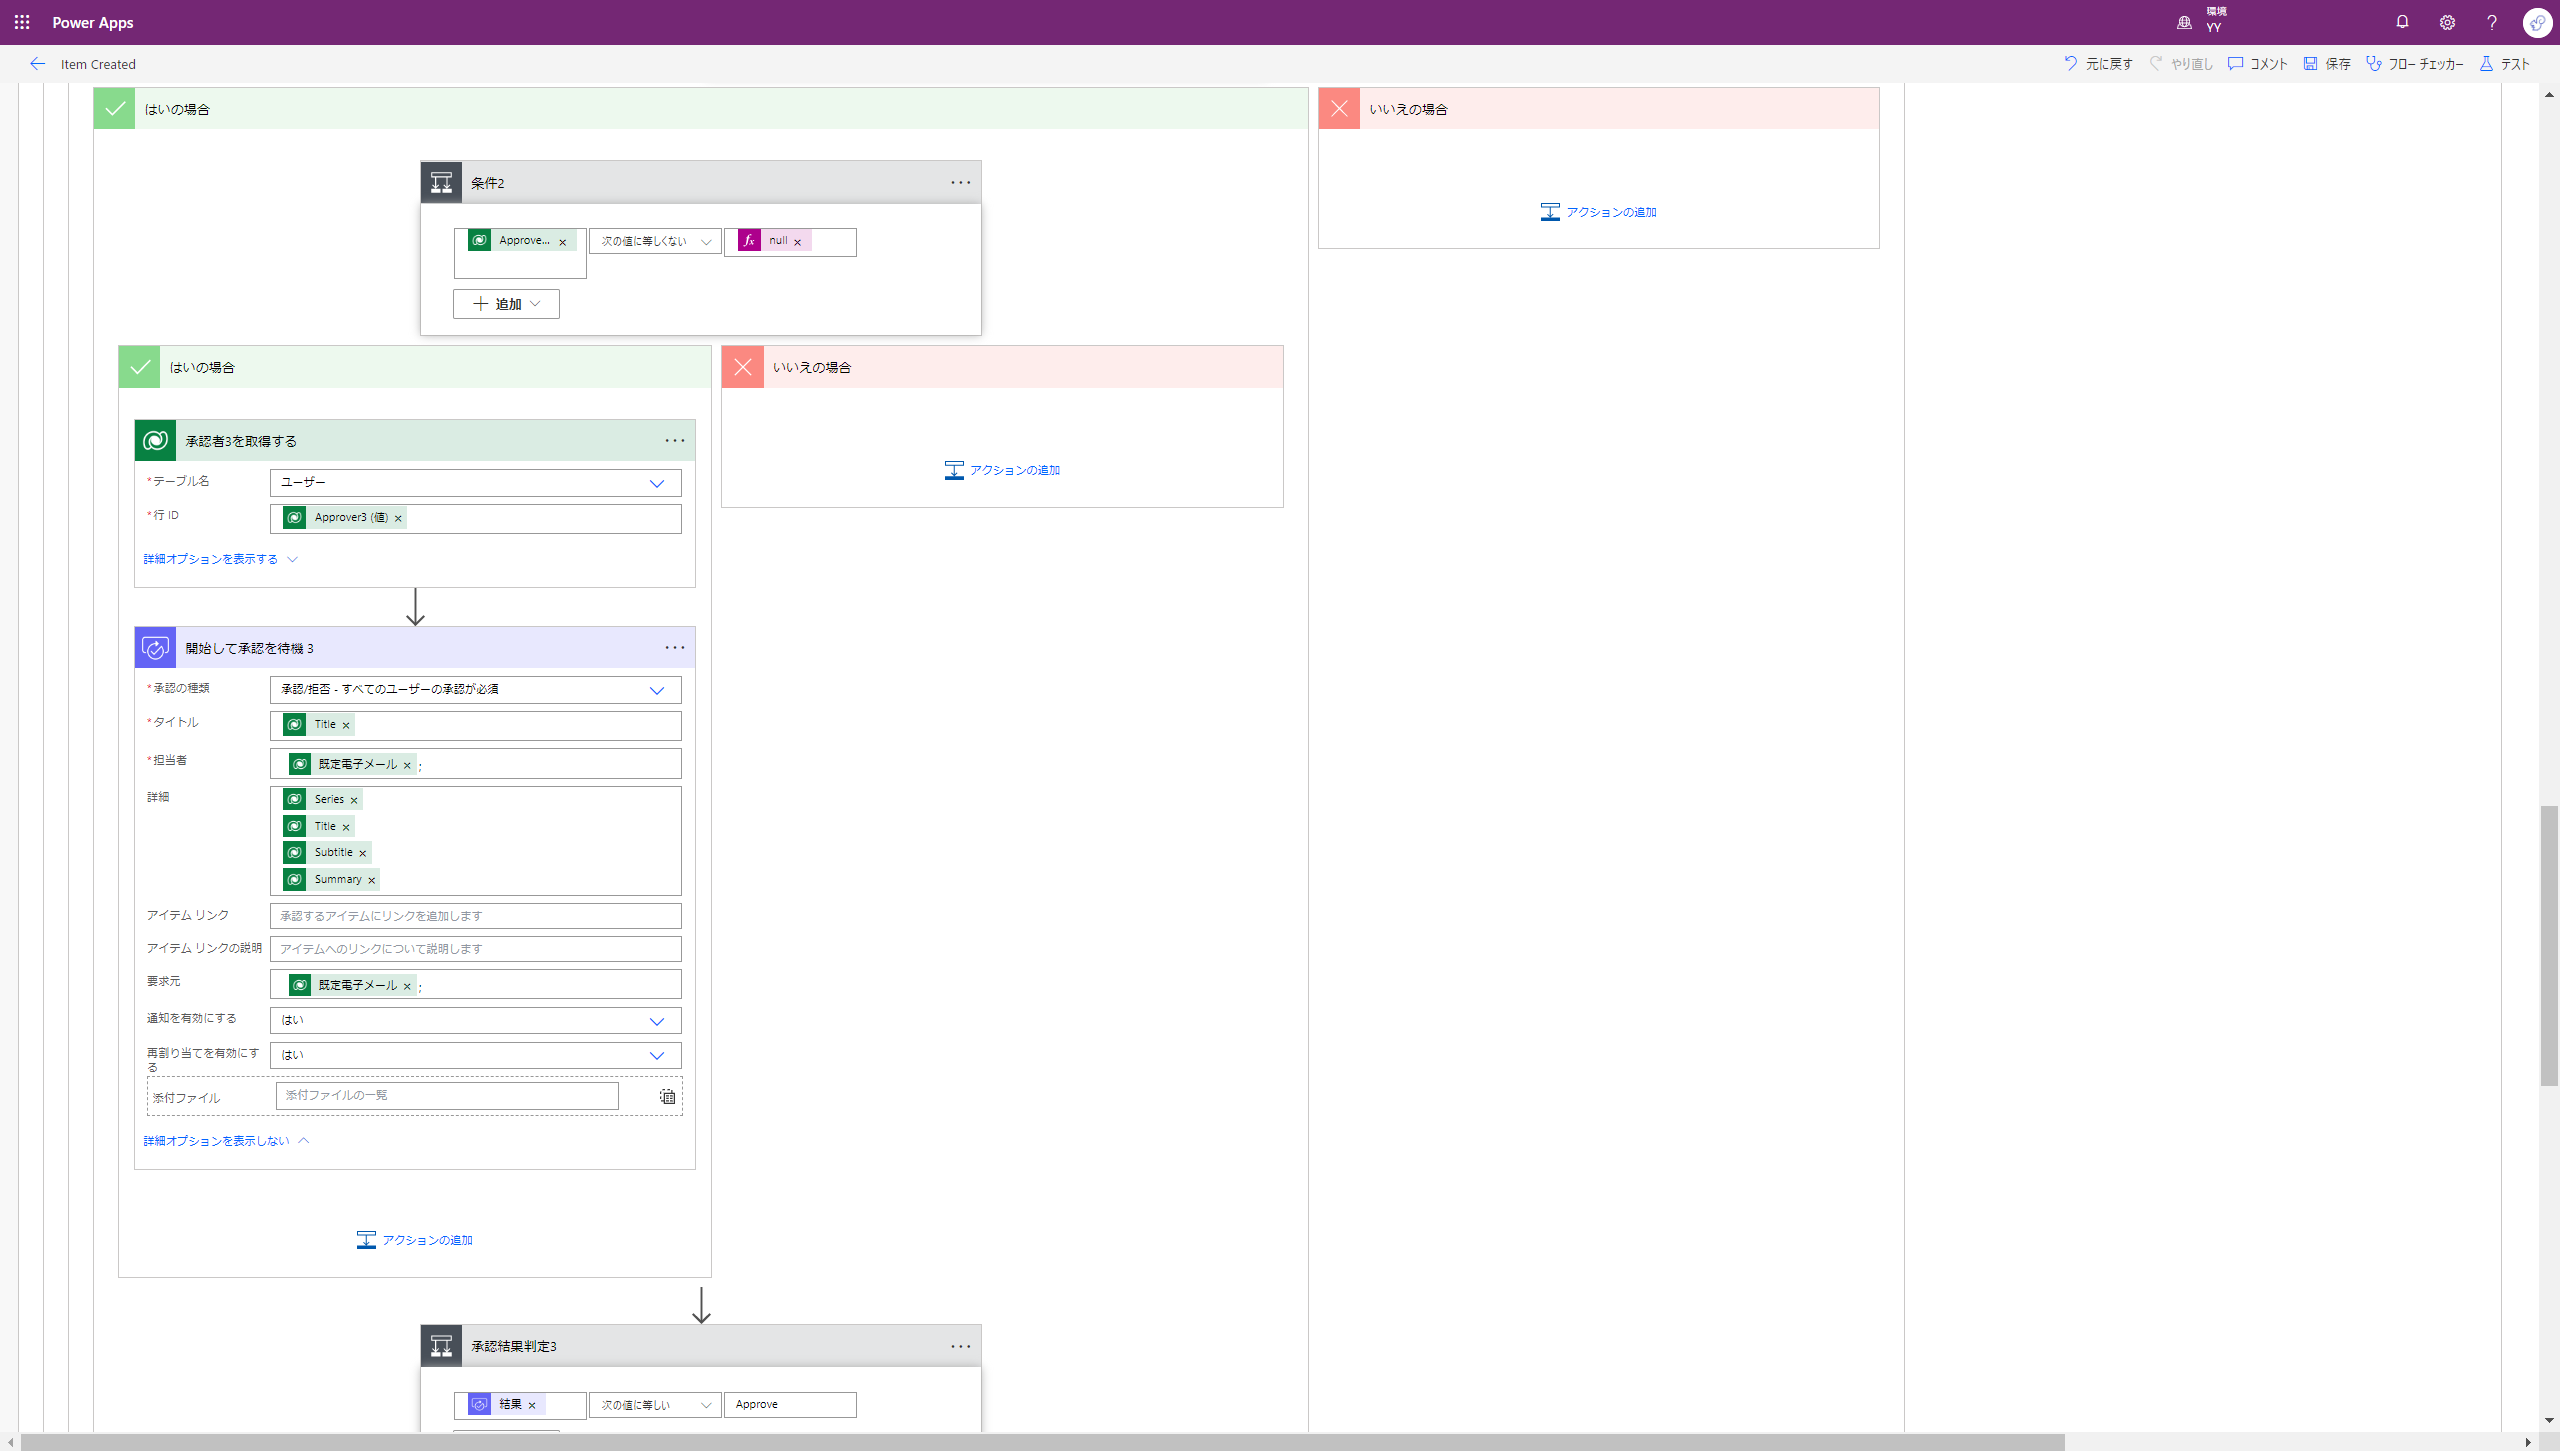 Power Apps
環境
YY
Item Created
元に戻す
やり直し
コメント
保存
フロー チェッカー
テスト
はいの場合
いいえの場合
条件2
アクションの追加
Approve...
次の値に等しくない
null
追加
はいの場合
いいえの場合
承認者3を取得する
*テーブル名
ユーザー
アクションの追加
*行 ID
Approver3 (値)
詳細オプションを表示する
開始して承認を待機 3
*承認の種類
承認/拒否 - すべてのユーザーの承認が必須
*タイトル
Title
*担当者
既定電子メール
;
詳細
Series
Title
Subtitle
Summary
アイテム リンク
承認するアイテムにリンクを追加します
アイテム リンクの説明
アイテムへのリンクについて説明します
要求元
既定電子メール
;
通知を有効にする
はい
再割り当てを有効にす
る
はい
添付ファイル
添付ファイルの一覧
詳細オプションを表示しない
アクションの追加
承認結果判定3
結果
次の値に等しい
Approve